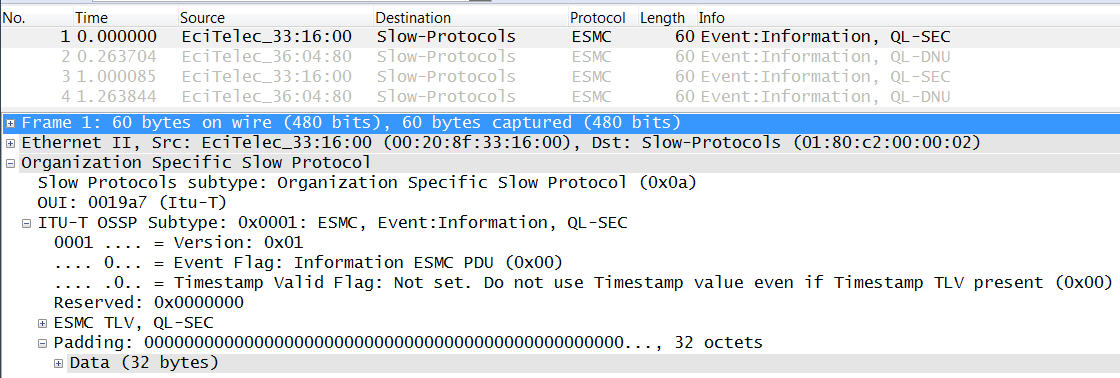 No. Time Source Destination Protocol Length Info
1 0.000000 EciTelec_33:16:00 Slow-Protocols ESMC 60 Event:Information, QL-SEC
2 0.263704 EciTelec_36:04:80 Slow-Protocols ESMC 60 Event:Information, QL-DNU
3 1.000085 EciTelec_33:16:00 Slow-Protocols ESMC 60 Event:Information, QL-SEC
4 1.263844 EciTelec_36:04:80 Slow-Protocols ESMC 60 Event:Information, QL-DNU
Frame 1: 60 bytes on wire (480 bits), 60 bytes captured (480 bits)
Ethernet II, Src: EciTelec_33:16:00 (00:20:8f:33:16:00), Dst: Slow-Protocols (01:80:c2:00:00:02)
Organization Specific Slow Protocol
Slow Protocols subtype: Organization Specific Slow Protocol (0x0a)
OUI: 0019a7 (Itu-T)
ITU-T OSSP Subtype: 0x0001: ESMC, Event:Information, QL-SEC
0001 .... = Version: 0x01
.... 0... = Event Flag: Information ESMC PDU (0x00)
.... .0.. = Timestamp Valid Flag: Not set. Do not use Timestamp value even if Timestamp TLV present (0x00)
Reserved: 0x0000000
ESMC TLV, QL-SEC
Padding: 000000000000000000000000000000000000000000000000..., 32 octets
Data (32 bytes)